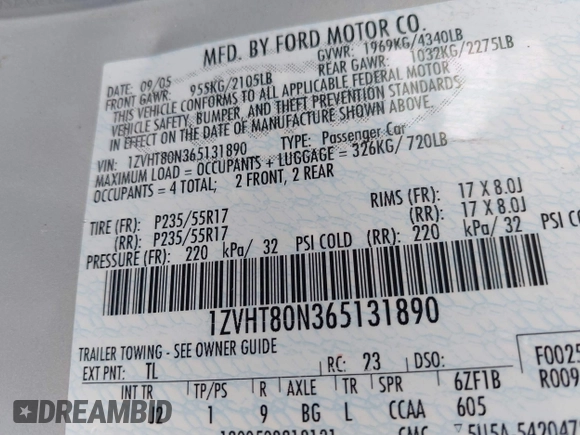 MFD. BY FORD MOTOR CO.
DATE: 09/05 GVWR: 1969KG/4340LB
FRONT GAWR: 955KG/2105LB REAR GAWR: 1032KG/2275LB
THIS VEHICLE CONFORMS TO ALL APPLICABLE FEDERAL MOTOR
VEHICLE SAFETY, BUMPER, AND THEFT PREVENTION STANDARDS
IN EFFECT ON THE DATE OF MANUFACTURE SHOWN ABOVE.
VIN: 1ZVHT80N365131890 TYPE: Passenger Car
MAXIMUM LOAD = OCCUPANTS + LUGGAGE = 326KG/ 720LB
OCCUPANTS = 4 TOTAL; 2 FRONT, 2 REAR
TIRE (FR): P235/55R17 RIMS (FR): 17 X 8.0J
(RR): P235/55R17 (RR): 17 X 8.0J
PRESSURE (FR): 220 kPa/ 32 PSI COLD (RR): 220 kPa/ 32 PSI CO
1ZVHT80N365131890
TRAILER TOWING - SEE OWNER GUIDE
EXT PNT: TL RC: 23 DSO: F0025
INT TR TP/PS R AXLE TR SPR 6ZF1B R009
J2 1 9 BG L CCAA 605
5U5A 542047
DREAMBID